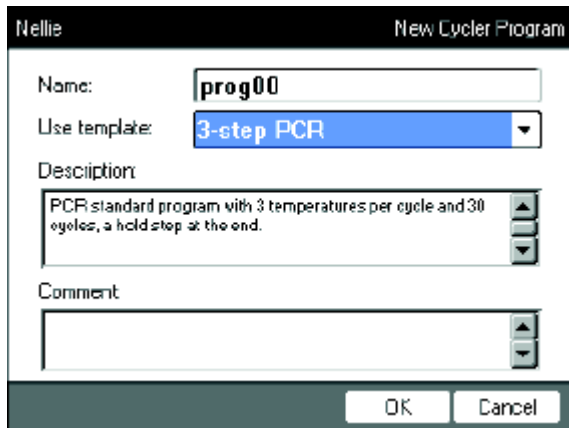 Nellie New Cycler Program
Name: prog00
Use template: 3-step PCR
Description:
PCR standard program with 3 temperatures per cycle and 30
cycles, a hold step at the end.
Comment
OK Cancel